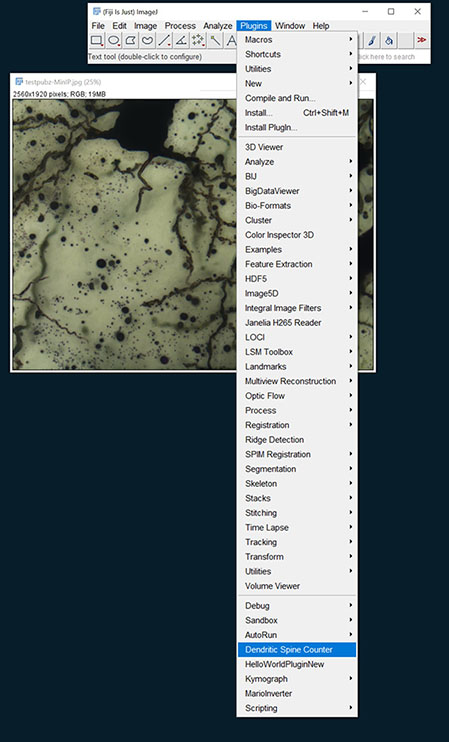 (Fiji Is Just) ImageJ
File Edit Image Process Analyze Plugins Window Help
Text tool (double-click to configure)
click here to search
testpubz-MinIP.jpg (25%)
2560x1920 pixels; RGB; 19MB
Macros
Shortcuts
Utilities
New
Compile and Run...
Install... Ctrl+Shift+M
Install PlugIn...
3D Viewer
Analyze
BIJ
BigDataViewer
Bio-Formats
Cluster
Color Inspector 3D
Examples
Feature Extraction
HDF5
Image5D
Integral Image Filters
Janelia H265 Reader
LOCI
LSM Toolbox
Landmarks
Multiview Reconstruction
Optic Flow
Process
Registration
Ridge Detection
SPIM Registration
Segmentation
Skeleton
Stacks
Stitching
Time Lapse
Tracking
Transform
Utilities
Volume Viewer
Debug
Sandbox
AutoRun
Dendritic Spine Counter
HelloWorldPluginNew
Kymograph
MarioInverter
Scripting